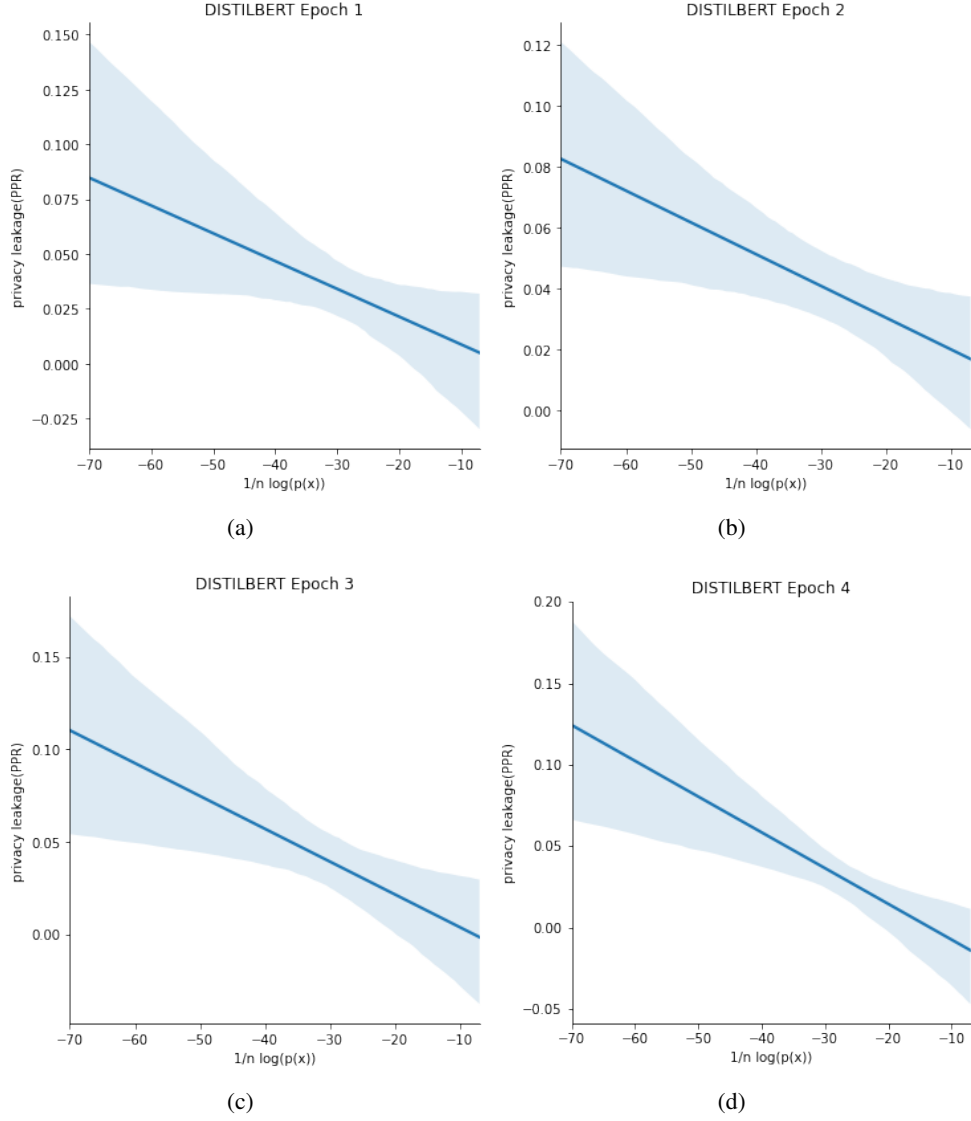 DISTILBERT Epoch 1
0.150
0.125
0.100
0.075
0.050
0.025
0.000
−0.025
privacy leakage(PPR)
−70 −60 −50 −40 −30 −20 −10
1/n log(p(x))
(a)
DISTILBERT Epoch 2
0.12
0.10
0.08
0.06
0.04
0.02
0.00
privacy leakage(PPR)
−70 −60 −50 −40 −30 −20 −10
1/n log(p(x))
(b)
DISTILBERT Epoch 3
0.15
0.10
0.05
0.00
privacy leakage(PPR)
−70 −60 −50 −40 −30 −20 −10
1/n log(p(x))
(c)
DISTILBERT Epoch 4
0.20
0.15
0.10
0.05
0.00
−0.05
privacy leakage(PPR)
−70 −60 −50 −40 −30 −20 −10
1/n log(p(x))
(d)